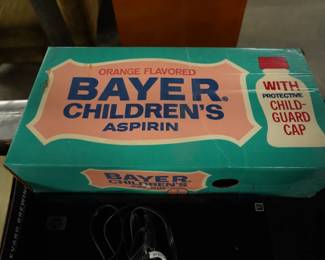 ORANGE FLAVORED
BAYER®
CHILDREN'S
ASPIRIN
WITH
PROTECTIVE
CHILD-
GUARD
CAP
BAYER
CHILDREN'S